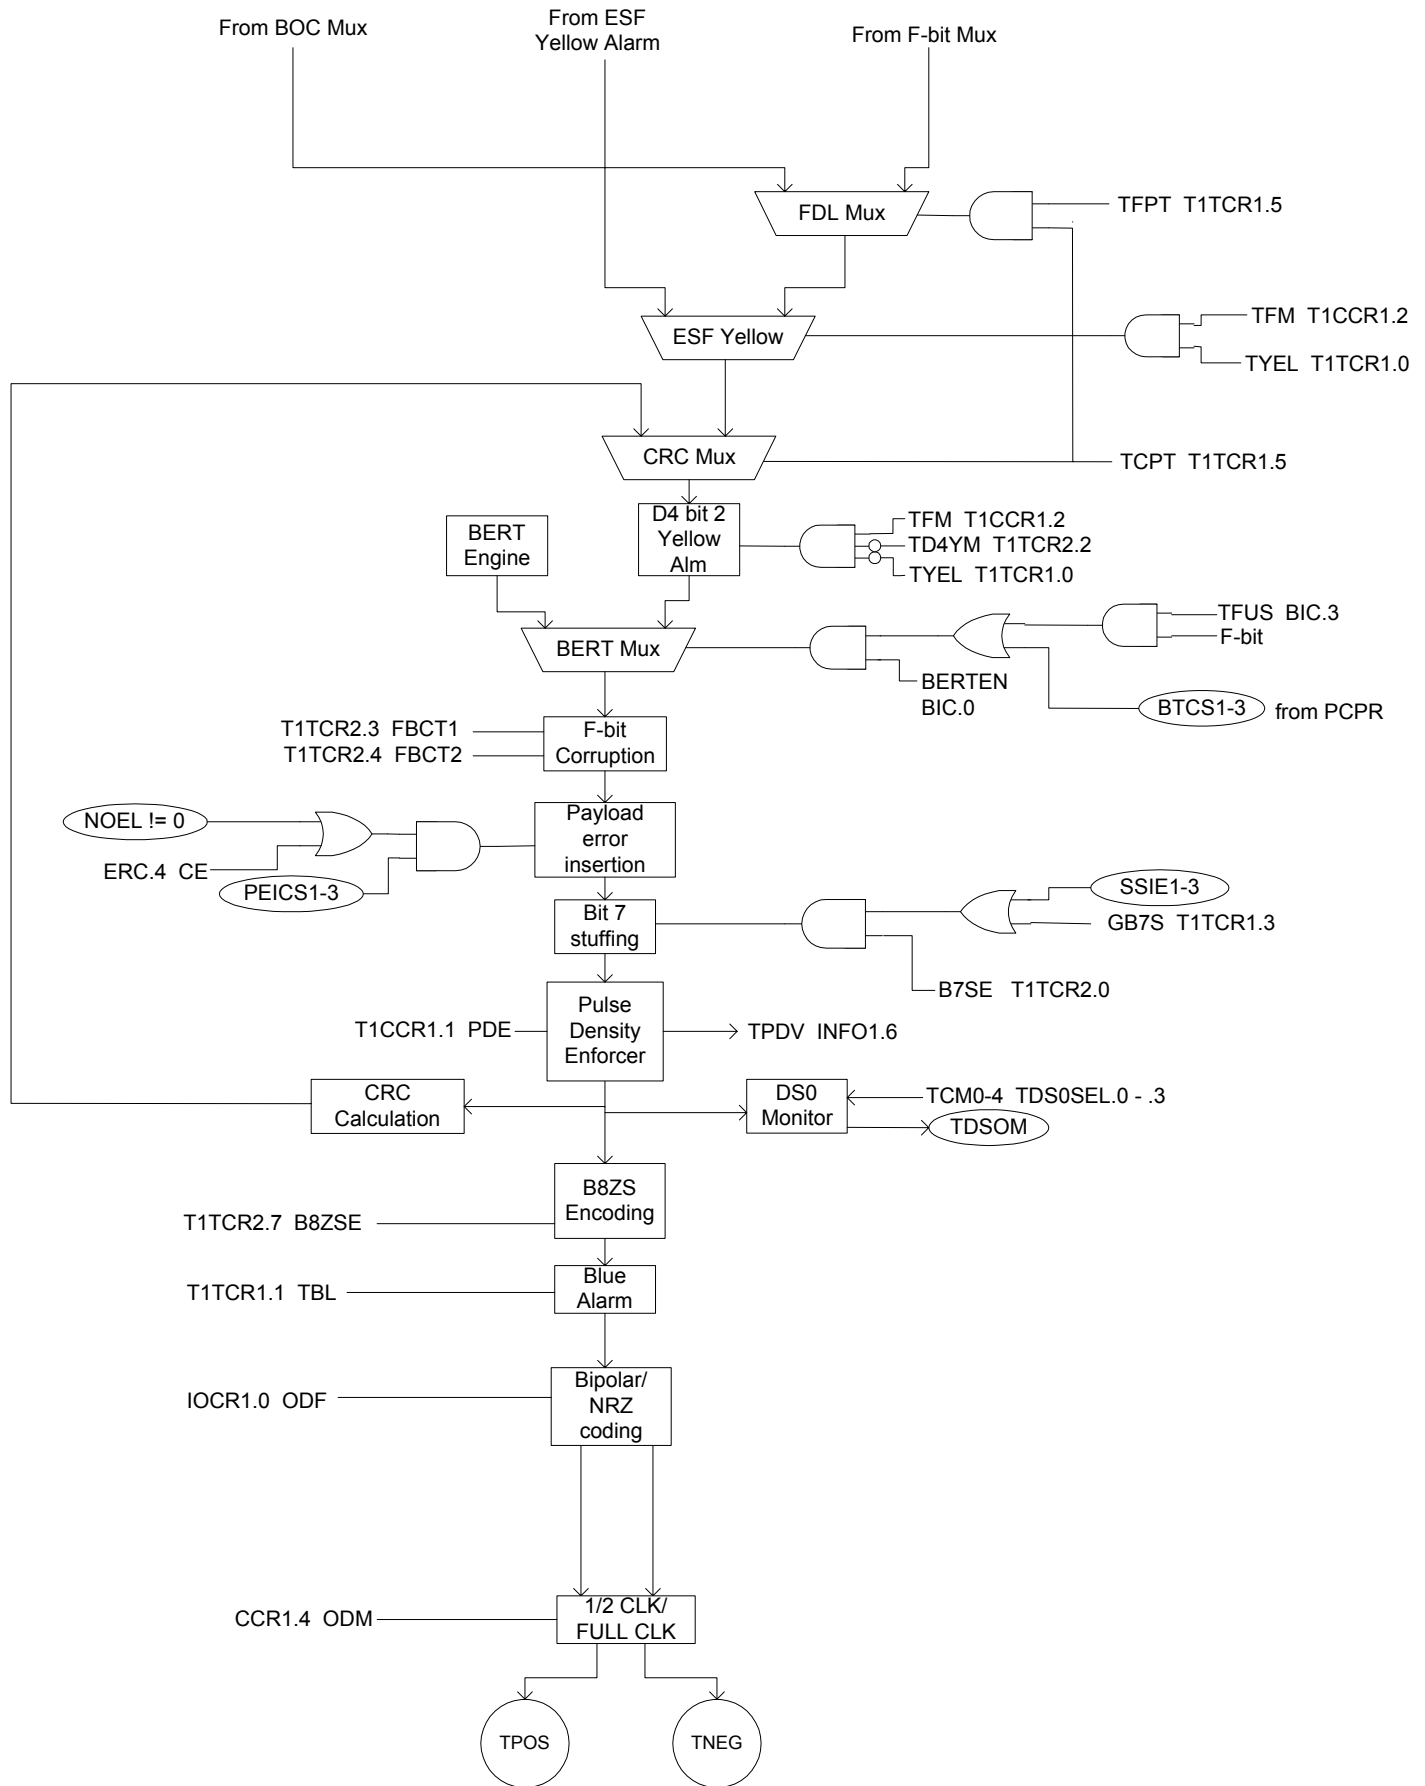 From BOC Mux
From ESF
Yellow Alarm
From F-bit Mux
FDL Mux
TFPT T1TCR1.5
ESF Yellow
TFM T1CCR1.2
TYEL T1TCR1.0
CRC Mux
TCPT T1TCR1.5
BERT
Engine
D4 bit 2
Yellow
Alm
TFM T1CCR1.2
TD4YM T1TCR2.2
TYEL T1TCR1.0
BERT Mux
TFUS BIC.3
F-bit
BERTEN
BIC.0
BTCS1-3
from PCPR
T1TCR2.3 FBCT1
T1TCR2.4 FBCT2
F-bit
Corruption
NOEL != 0
ERC.4 CE
PEICS1-3
Payload
error
insertion
Bit 7
stuffing
SSIE1-3
GB7S T1TCR1.3
B7SE T1TCR2.0
T1CCR1.1 PDE
Pulse
Density
Enforcer
TPDV INFO1.6
CRC
Calculation
DS0
Monitor
TCM0-4 TDS0SEL.0 - .3
TDSOM
B8ZS
Encoding
T1TCR2.7 B8ZSE
Blue
Alarm
T1TCR1.1 TBL
Bipolar/
NRZ
coding
IOCR1.0 ODF
1/2 CLK/
FULL CLK
CCR1.4 ODM
TPOS
TNEG